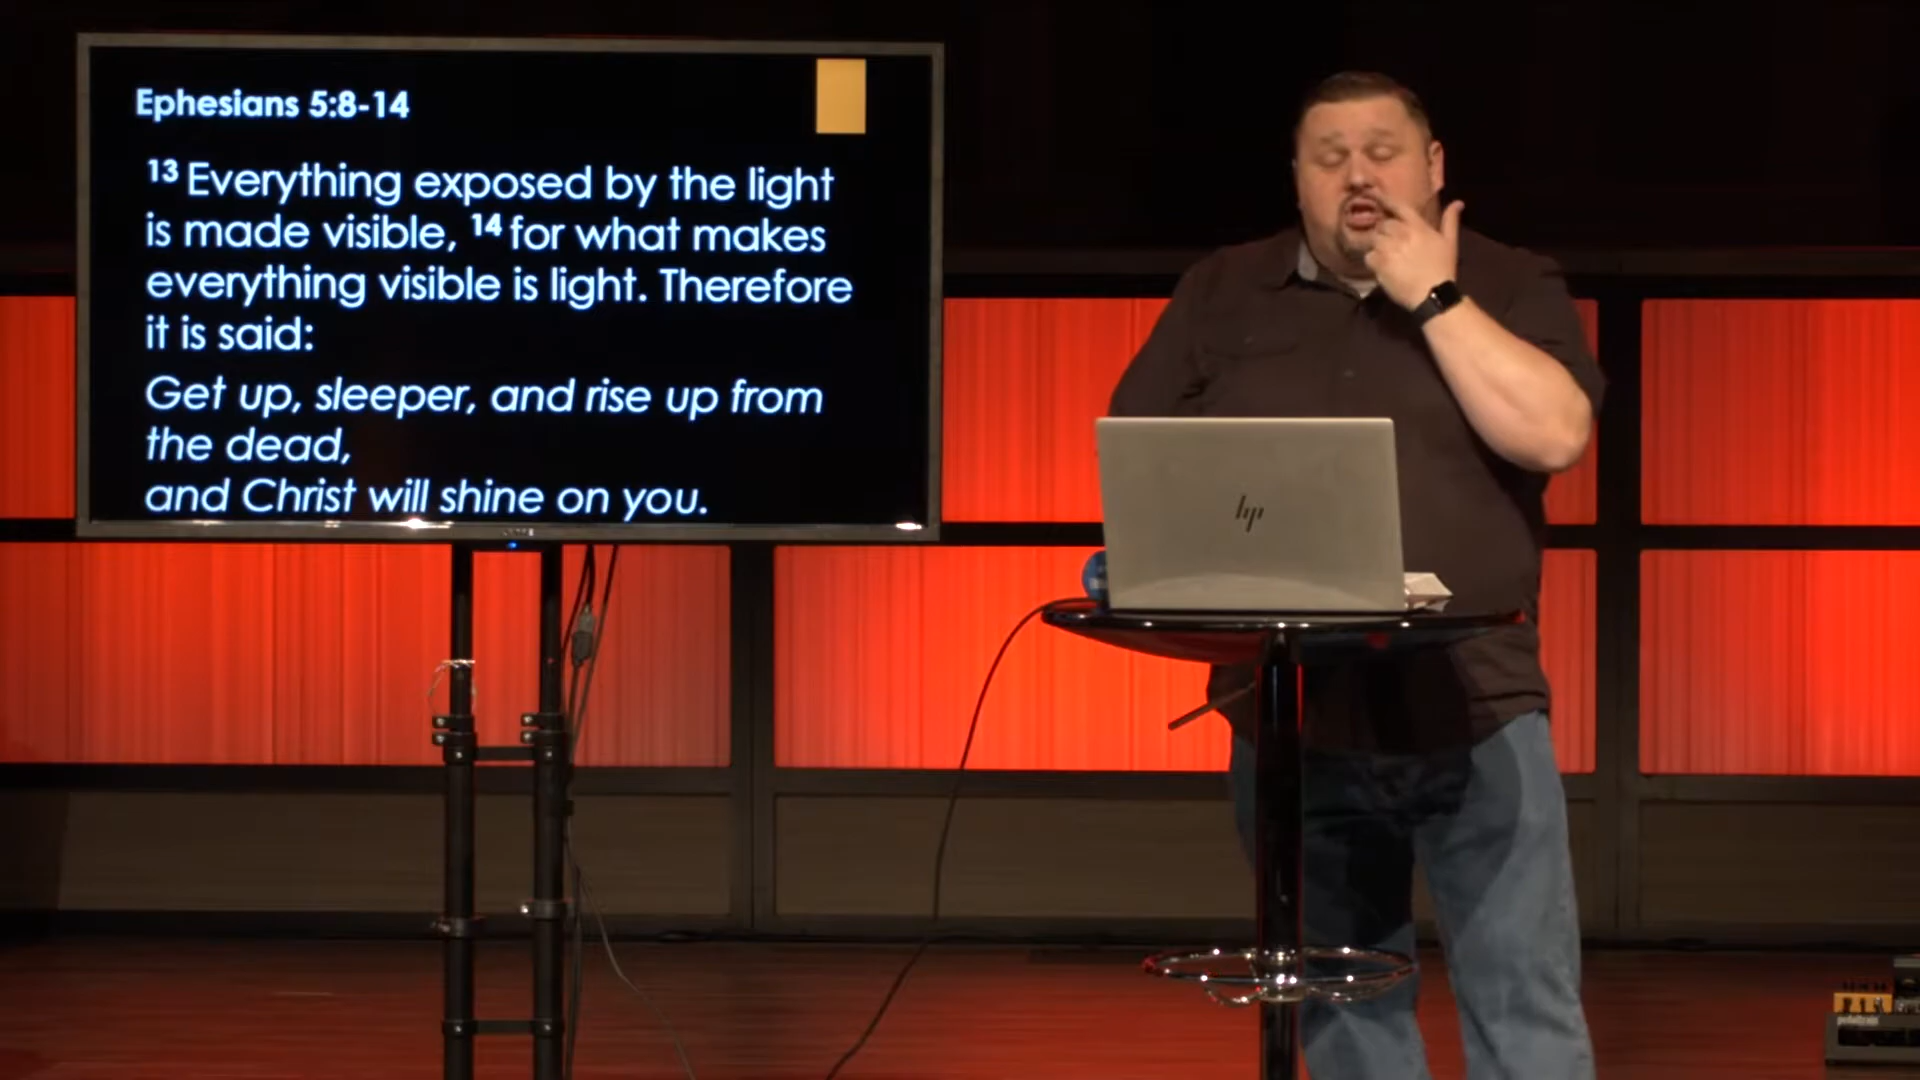 Ephesians 5:8-14
13 Everything exposed by the light
is made visible, 14 for what makes
everything visible is light. Therefore
it is said:
Get up, sleeper, and rise up from
the dead,
and Christ will shine on you.
hp